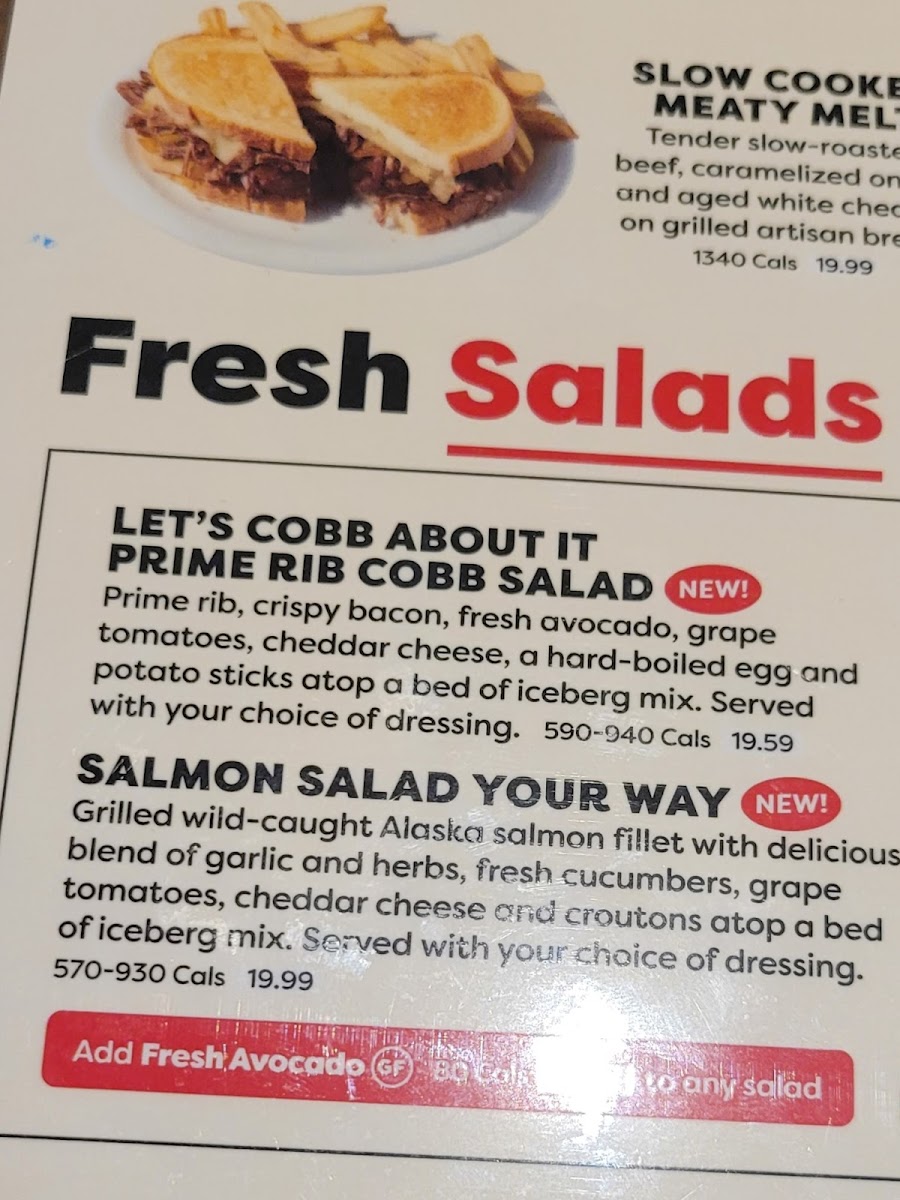 SLOW COOKE
MEATY MEL
Tender slow-roaste
beef, caramelized on
and aged white ched
on grilled artisan bre
1340 Cals 19.99
Fresh Salads
LET'S COBB ABOUT IT
PRIME RIB COBB SALAD NEW!
Prime rib, crispy bacon, fresh avocado, grape
tomatoes, cheddar cheese, a hard-boiled egg and
potato sticks atop a bed of iceberg mix. Served
with your choice of dressing. 590-940 Cals 19.59
SALMON SALAD YOUR WAY NEW!
Grilled wild-caught Alaska salmon fillet with delicious
blend of garlic and herbs, fresh cucumbers, grape
tomatoes, cheddar cheese and croutons atop a bed
of iceberg mix. Served with your choice of dressing.
570-930 Cals 19.99
Add Fresh Avocado GF 80 Cals to any salad